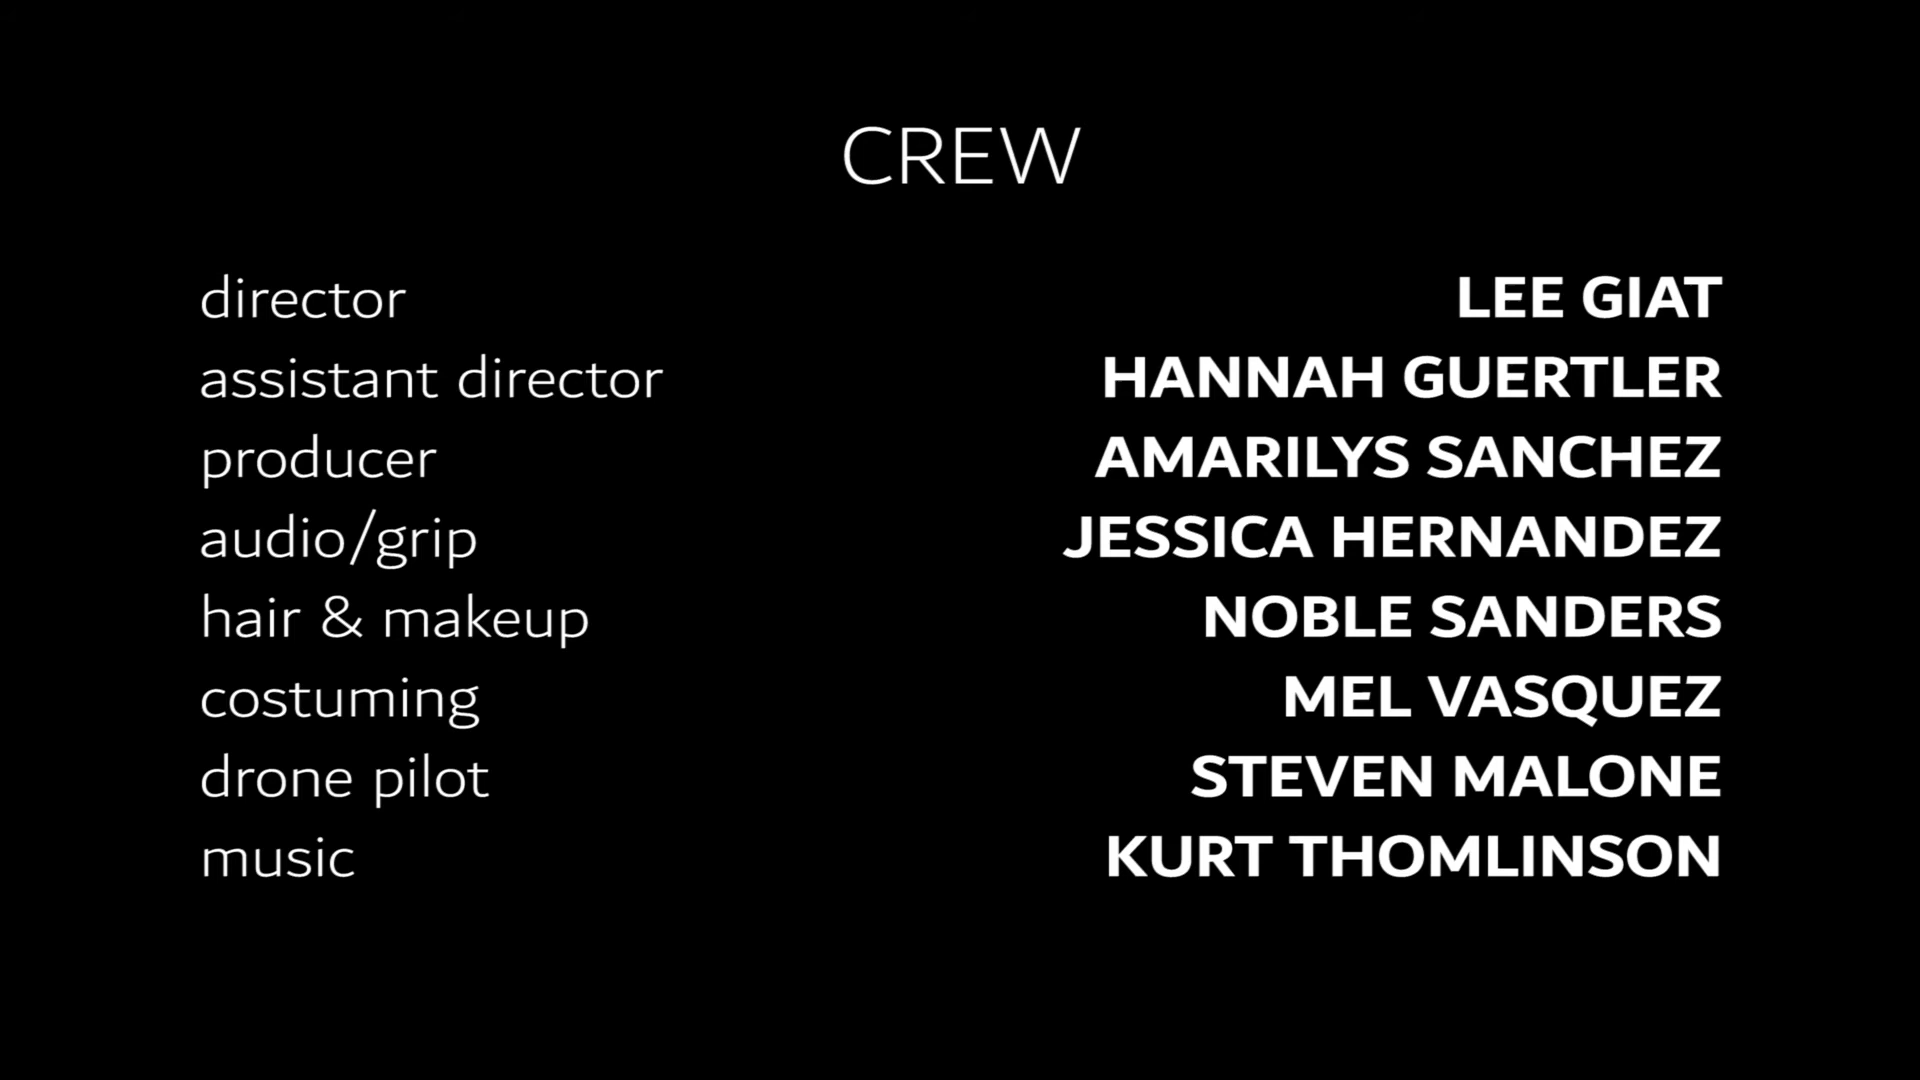 CREW
director LEE GIAT
assistant director HANNAH GUERTLER
producer AMARILYS SANCHEZ
audio/grip JESSICA HERNANDEZ
hair & makeup NOBLE SANDERS
costuming MEL VASQUEZ
drone pilot STEVEN MALONE
music KURT THOMLINSON